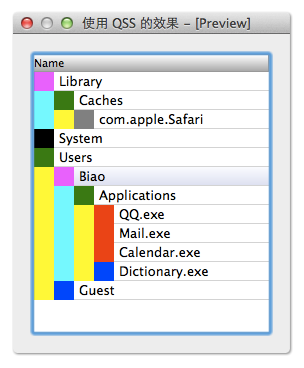 使用 QSS 的效果 – [Preview]
Name
Library
Caches
com.apple.Safari
System
Users
Biao
Applications
QQ.exe
Mail.exe
Calendar.exe
Dictionary.exe
Guest